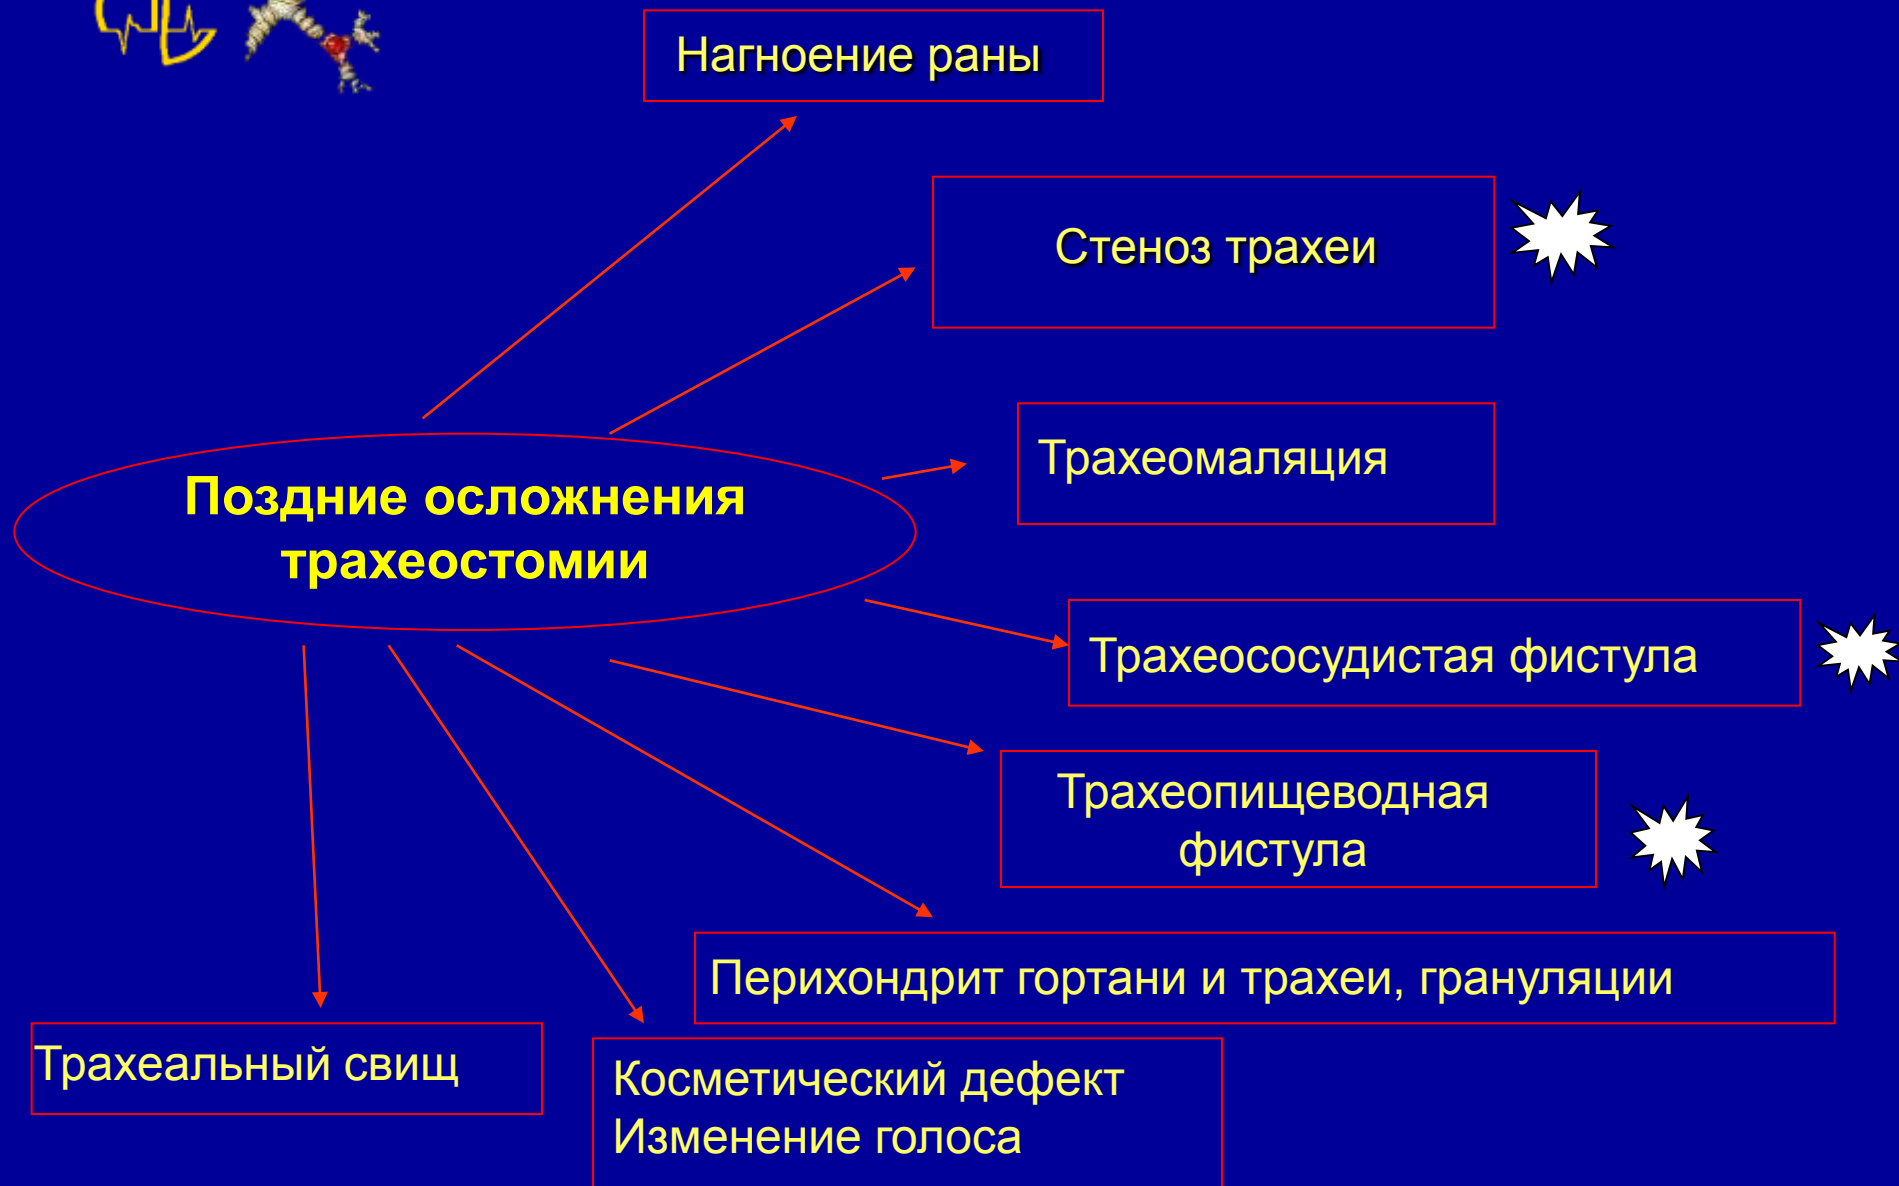 Нагноение раны
Стеноз трахеи
Трахеомаляция
Поздние осложнения
трахеостомии
Трахеососудистая фистула
Трахеопищеводная
фистула
Перихондрит гортани и трахеи, грануляции
Трахеальный свищ
Косметический дефект
Изменение голоса